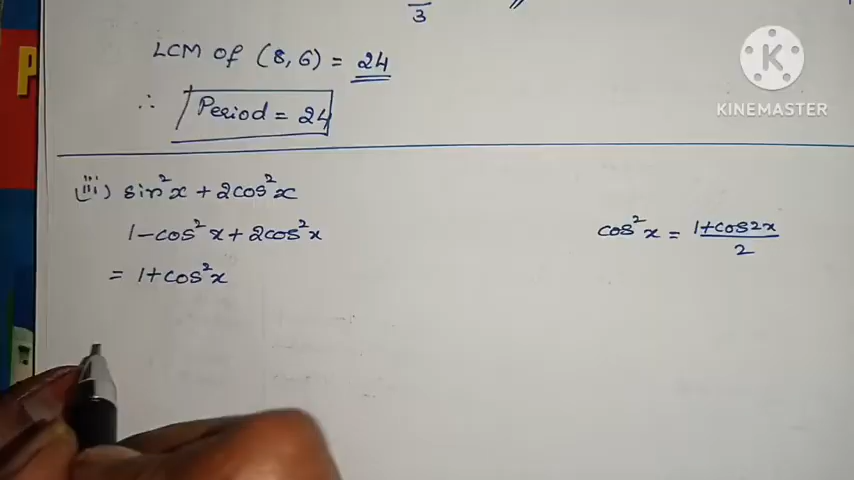 3
LCM of (8, 6) = 24
∴ Period = 24
(iii) sin²x + 2cos²x
1 - cos²x + 2cos²x
= 1 + cos²x
cos²x = 1+cos2x / 2
K
KINEMASTER
P